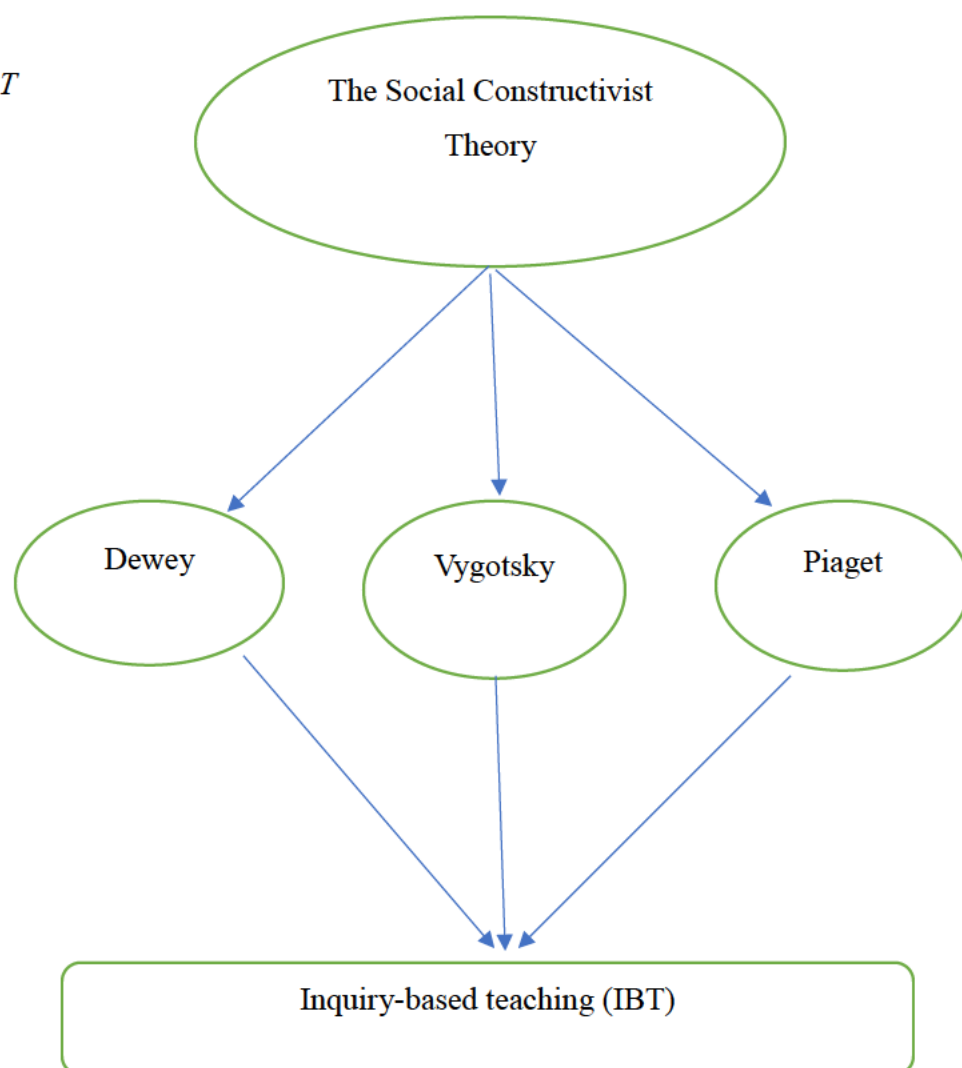 T
The Social Constructivist
Theory
Dewey
Vygotsky
Piaget
Inquiry-based teaching (IBT)